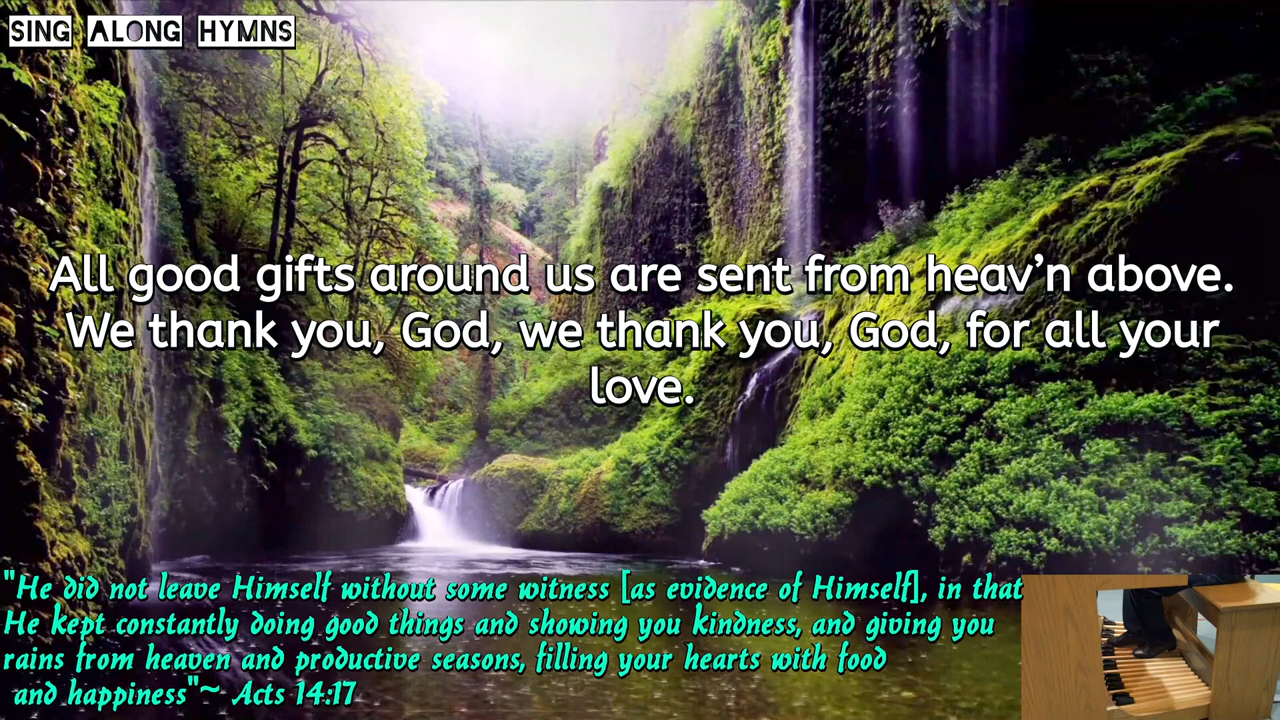 SING ALONG HYMNS
All good gifts around us are sent from heav’n above.
We thank you, God, we thank you, God, for all your
love.
"He did not leave Himself without some witness [as evidence of Himself], in that
He kept constantly doing good things and showing you kindness, and giving you
rains from heaven and productive seasons, filling your hearts with food
and happiness"~ Acts 14:17